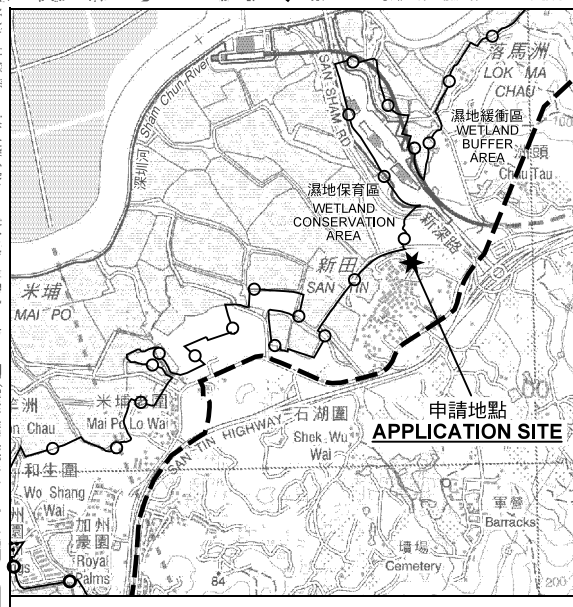 落馬洲
LOK MA
CHAU
濕地緩衝區
WETLAND
BUFFER
AREA
洲頭
Chau Tau
100
深圳河 Sham Chun River
SAN SHAM RD
新深路
濕地保育區
WETLAND
CONSERVATION
AREA
新田
SAN TIN
米埔
MAI PO
米埔
Mai Po Lo Wai
申請地點
APPLICATION SITE
石湖圍
Shek Wu
Wai
SAN TIN HIGHWAY
和生圍
Wo Shang
Wai
加州
豪園
Royal
Palms
軍營
Barracks
墳場
Cemetery
84
200